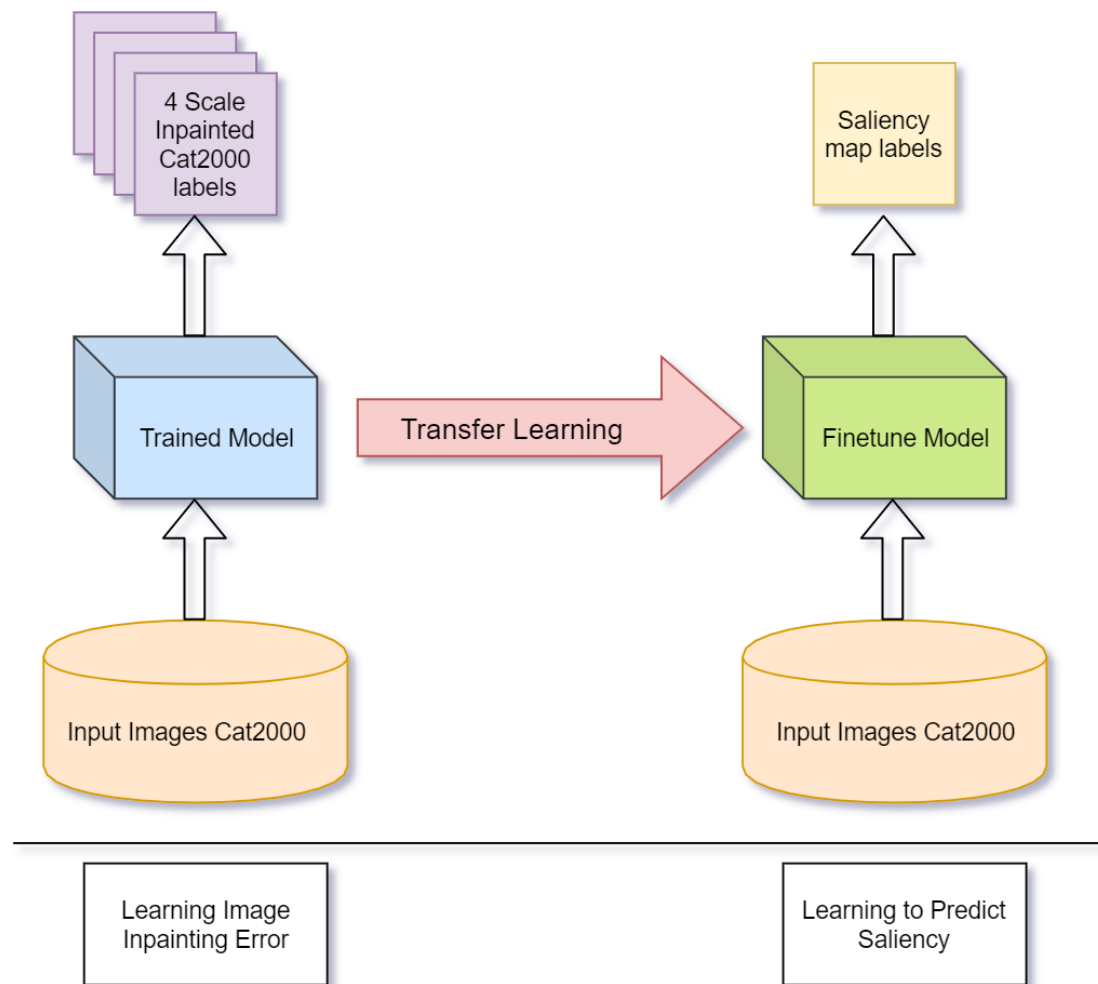 4 Scale
Inpainted
Cat2000
labels
Saliency
map labels
Trained Model
Transfer Learning
Finetune Model
Input Images Cat2000
Input Images Cat2000
Learning Image
Inpainting Error
Learning to Predict
Saliency